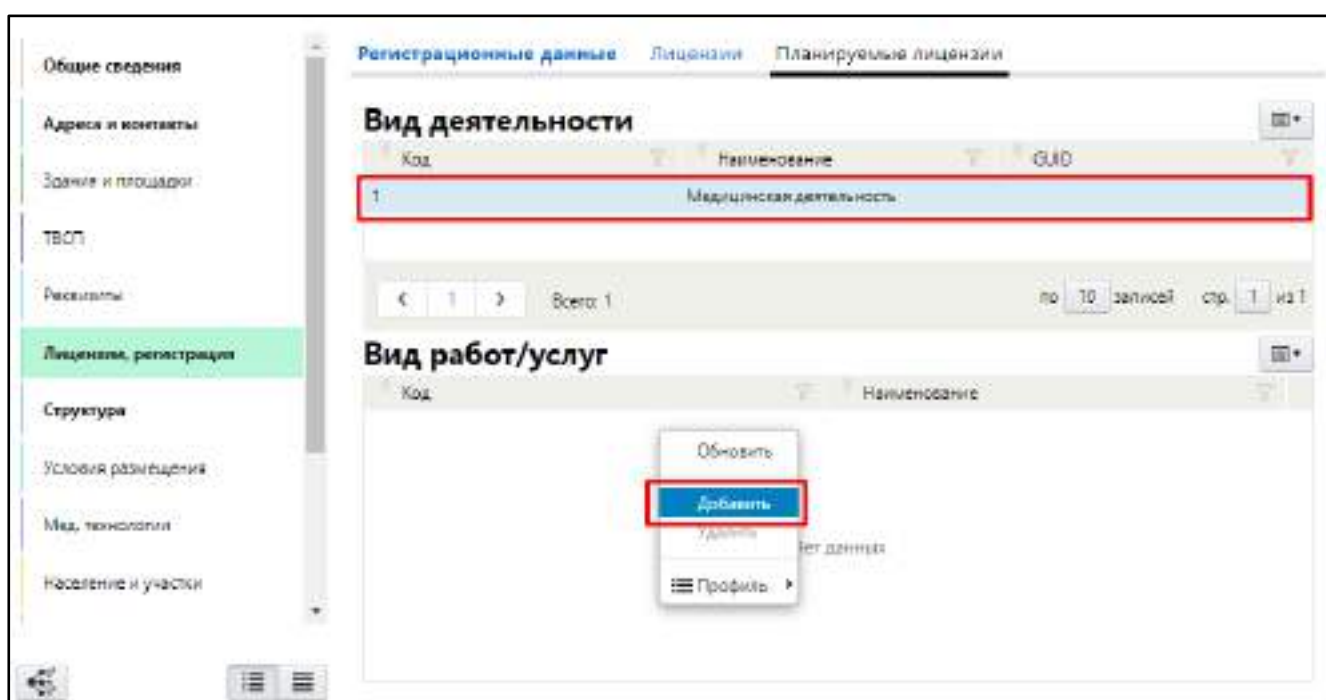 Общие сведения
Адреса и контакты
Здания и площадки
ТВСП
Реквизиты
Лицензии, регистрация
Структура
Условия размещения
Мед. технологии
Население и участки
Регистрационные данные Лицензии Планируемые лицензии
Вид деятельности
Код Наименование GUID
1 Медицинская деятельность
1 Всего: 1 по 10 записей стр. 1 из 1
Вид работ/услуг
Код Наименование
Обновить
Добавить
Удалить
Нет данных
Профиль